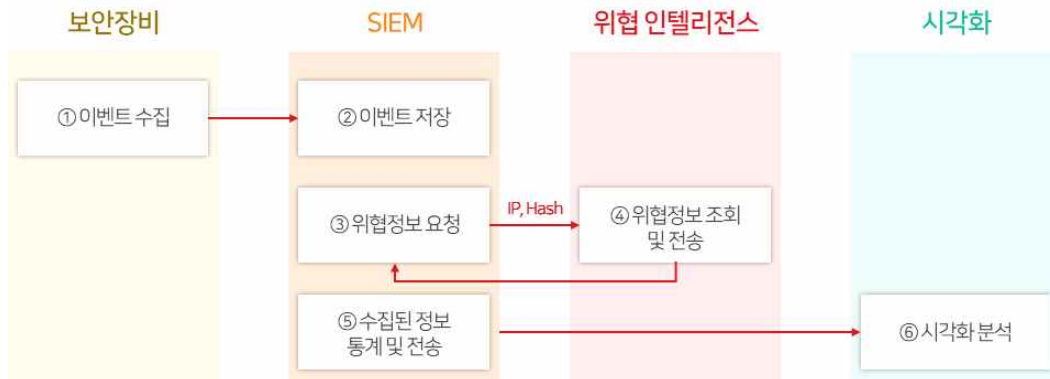 보안장비
SIEM
위협 인텔리전스
시각화
①이벤트 수집
②이벤트 저장
③위협정보 요청
IP, Hash
④위협정보 조회
및 전송
⑤수집된 정보
통계 및 전송
⑥시각화 분석